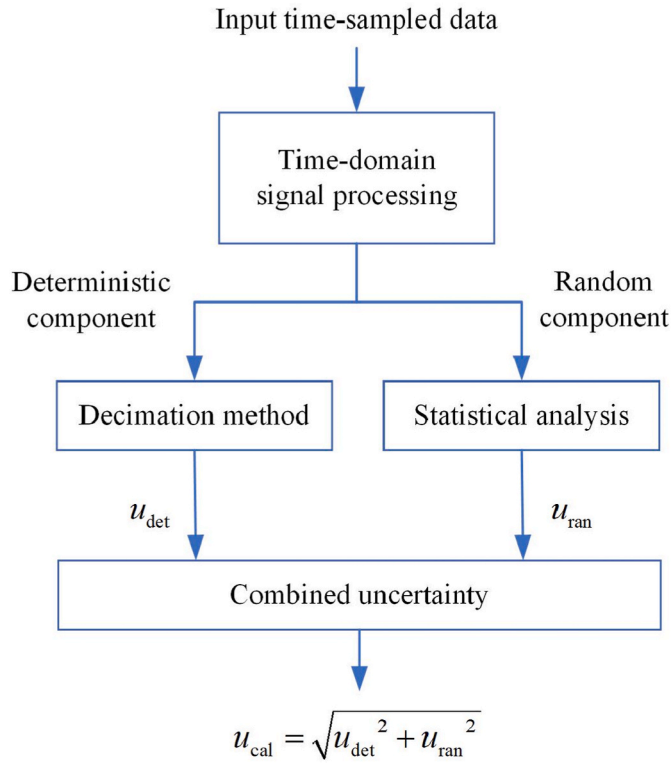 Input time-sampled data
Time-domain
signal processing
Deterministic
component
Random
component
Decimation method
Statistical analysis
u_det
u_ran
Combined uncertainty
u_cal = √(u_det² + u_ran²)